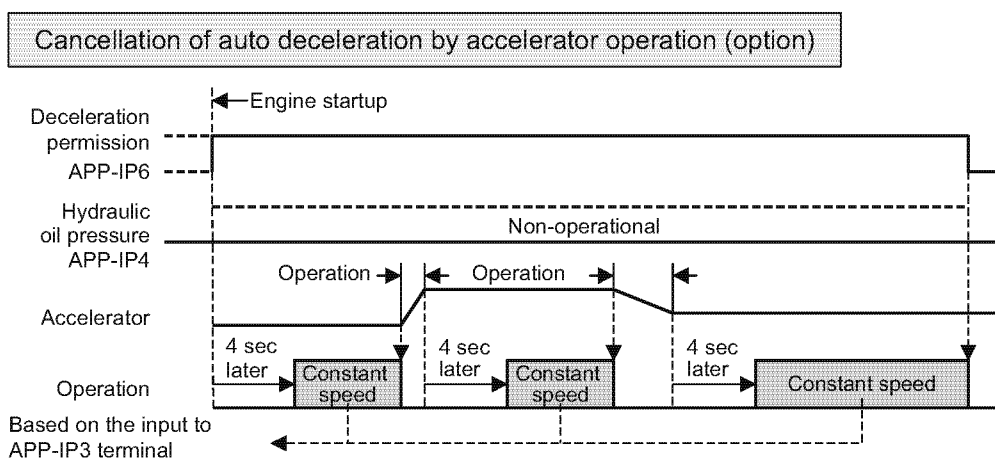 Cancellation of auto deceleration by accelerator operation (option)
Engine startup
Deceleration
permission
APP-IP6
Hydraulic
oil pressure
APP-IP4
Non-operational
Operation
Operation
Accelerator
4 sec
later
Constant
speed
4 sec
later
Constant
speed
4 sec
later
Constant speed
Operation
Based on the input to
APP-IP3 terminal